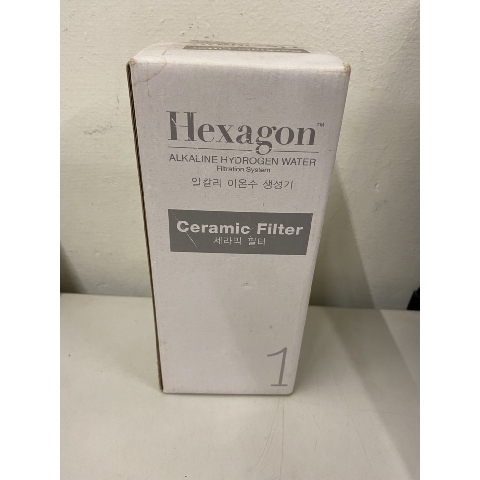 Hexagon™
ALKALINE HYDROGEN WATER
Filtration System
알칼리 이온수 생성기
Ceramic Filter
세라믹 필터
1